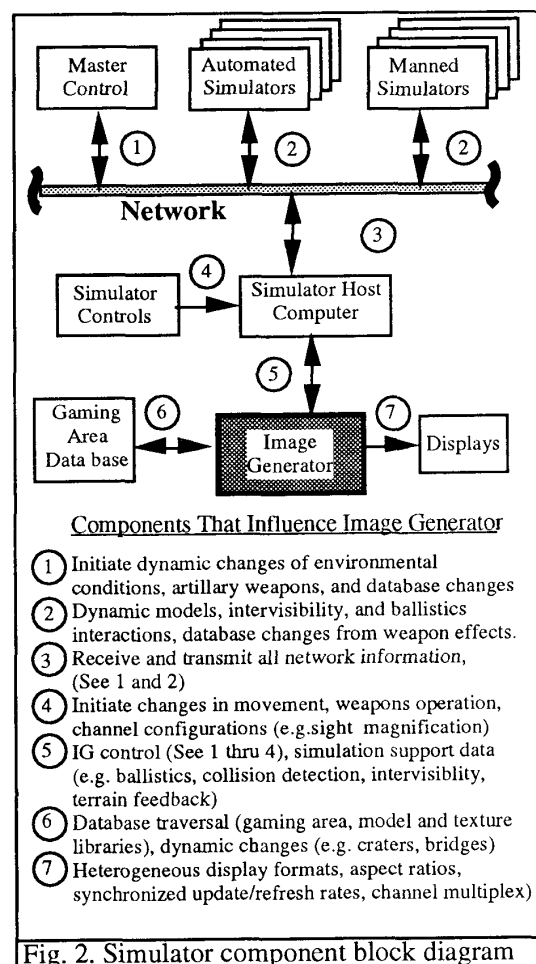 Master
Control
Automated
Simulators
Manned
Simulators
1
2
2
Network
3
4
Simulator
Controls
Simulator Host
Computer
5
Gaming
Area
Data base
6
Image
Generator
7
Displays
Components That Influence Image Generator
1 Initiate dynamic changes of environmental
conditions, artillary weapons, and database changes
2 Dynamic models, intervisibility, and ballistics
interactions, database changes from weapon effects.
3 Receive and transmit all network information,
(See 1 and 2)
4 Initiate changes in movement, weapons operation,
channel configurations (e.g.sight magnification)
5 IG control (See 1 thru 4), simulation support data
(e.g. ballistics, collision detection, intervisiblity,
terrain feedback)
6 Database traversal (gaming area, model and texture
libraries), dynamic changes (e.g. craters, bridges)
7 Heterogeneous display formats, aspect ratios,
synchronized update/refresh rates, channel multiplex)
Fig. 2. Simulator component block diagram